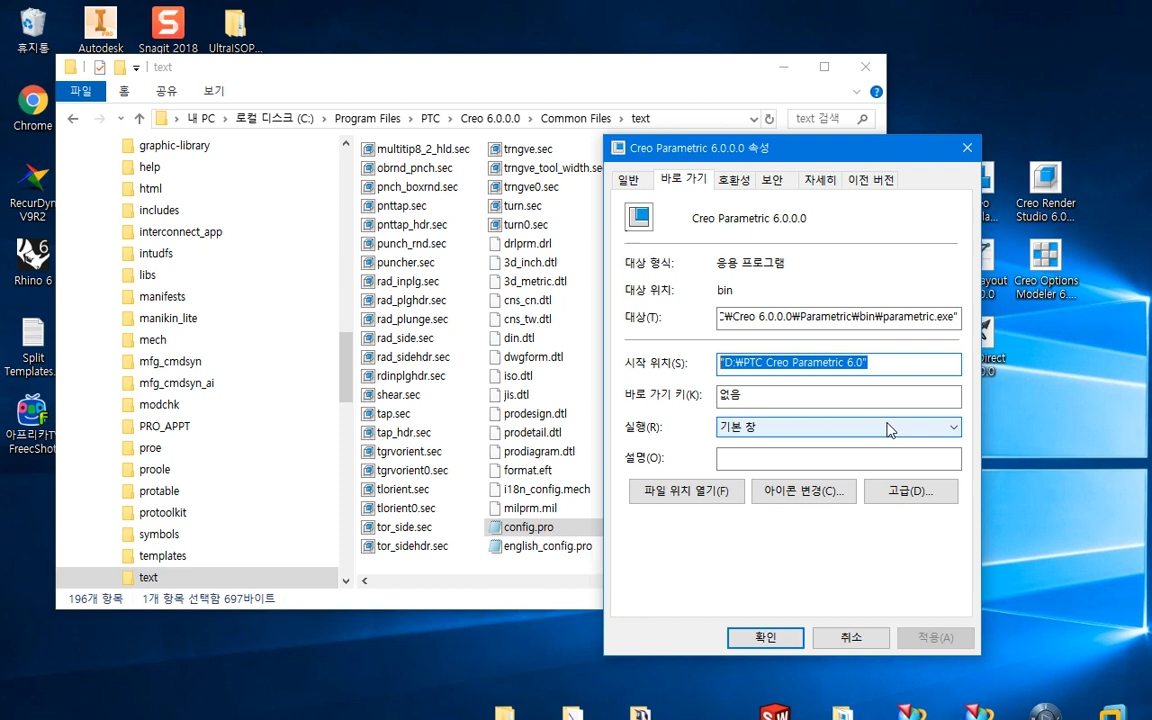 휴지통
Autodesk
Snagit 2018
UltraISOP...
Chrome
RecurDyn
V9R2
6
Rhino 6
Split
Templates...
아프리카T
FreecShot
text
파일
홈
공유
보기
내 PC
로컬 디스크 (C:)
Program Files
PTC
Creo 6.0.0.0
Common Files
text
text 검색
graphic-library
help
html
includes
interconnect_app
intudfs
libs
manifests
manikin_lite
mech
mfg_cmdsyn
mfg_cmdsyn_ai
modchk
PRO_APPT
proe
proole
protable
protoolkit
symbols
templates
text
multitip8_2_hld.sec
obrnd_pnch.sec
pnch_boxrnd.sec
pnttap.sec
pnttap_hdr.sec
punch_rnd.sec
puncher.sec
rad_inplg.sec
rad_plghdr.sec
rad_plunge.sec
rad_side.sec
rad_sidehdr.sec
rdinplghdr.sec
shear.sec
tap.sec
tap_hdr.sec
tgrvorient.sec
tgrvorient0.sec
tlorient.sec
tlorient0.sec
tor_side.sec
tor_sidehdr.sec
trngve.sec
trngve_tool_width.se
trngve0.sec
turn.sec
turn0.sec
drlprm.drl
3d_inch.dtl
3d_metric.dtl
cns_cn.dtl
cns_tw.dtl
din.dtl
dwgform.dtl
iso.dtl
jis.dtl
prodesign.dtl
prodetail.dtl
prodiagram.dtl
format.eft
i18n_config.mech
milprm.mil
config.pro
english_config.pro
196개 항목
1개 항목 선택함 697바이트
Creo Parametric 6.0.0.0 속성
일반
바로 가기
호환성
보안
자세히
이전 버전
Creo Parametric 6.0.0.0
대상 형식:
응용 프로그램
대상 위치:
bin
대상(T):
C₩Creo 6.0.0.0₩Parametric₩bin₩parametric.exe"
시작 위치(S):
"D:₩PTC Creo Parametric 6.0"
바로 가기 키(K):
없음
실행(R):
기본 창
설명(O):
파일 위치 열기(F)
아이콘 변경(C)...
고급(D)...
확인
취소
적용(A)
eo
la...
Creo Render
Studio 6.0...
ayout
0.0
Creo Options
Modeler 6....
Direct
.0.0
SW